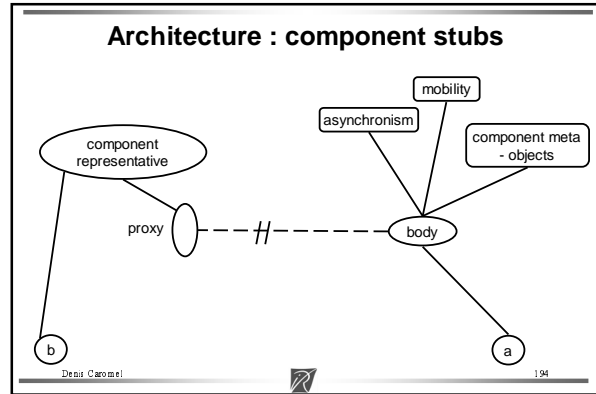 Architecture : component stubs
mobility
asynchronism
component
representative
component meta
- objects
proxy
body
b
a
Denis Caromel
194